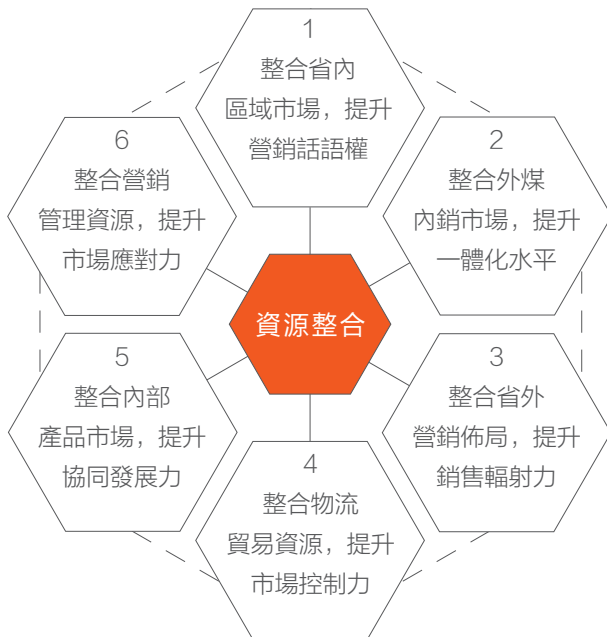 1
整合省內
區域市場，提升
營銷話語權
2
整合外煤
內銷市場，提升
一體化水平
3
整合省外
營銷佈局，提升
銷售輻射力
4
整合物流
貿易資源，提升
市場控制力
5
整合內部
產品市場，提升
協同發展力
6
整合營銷
管理資源，提升
市場應對力
資源整合